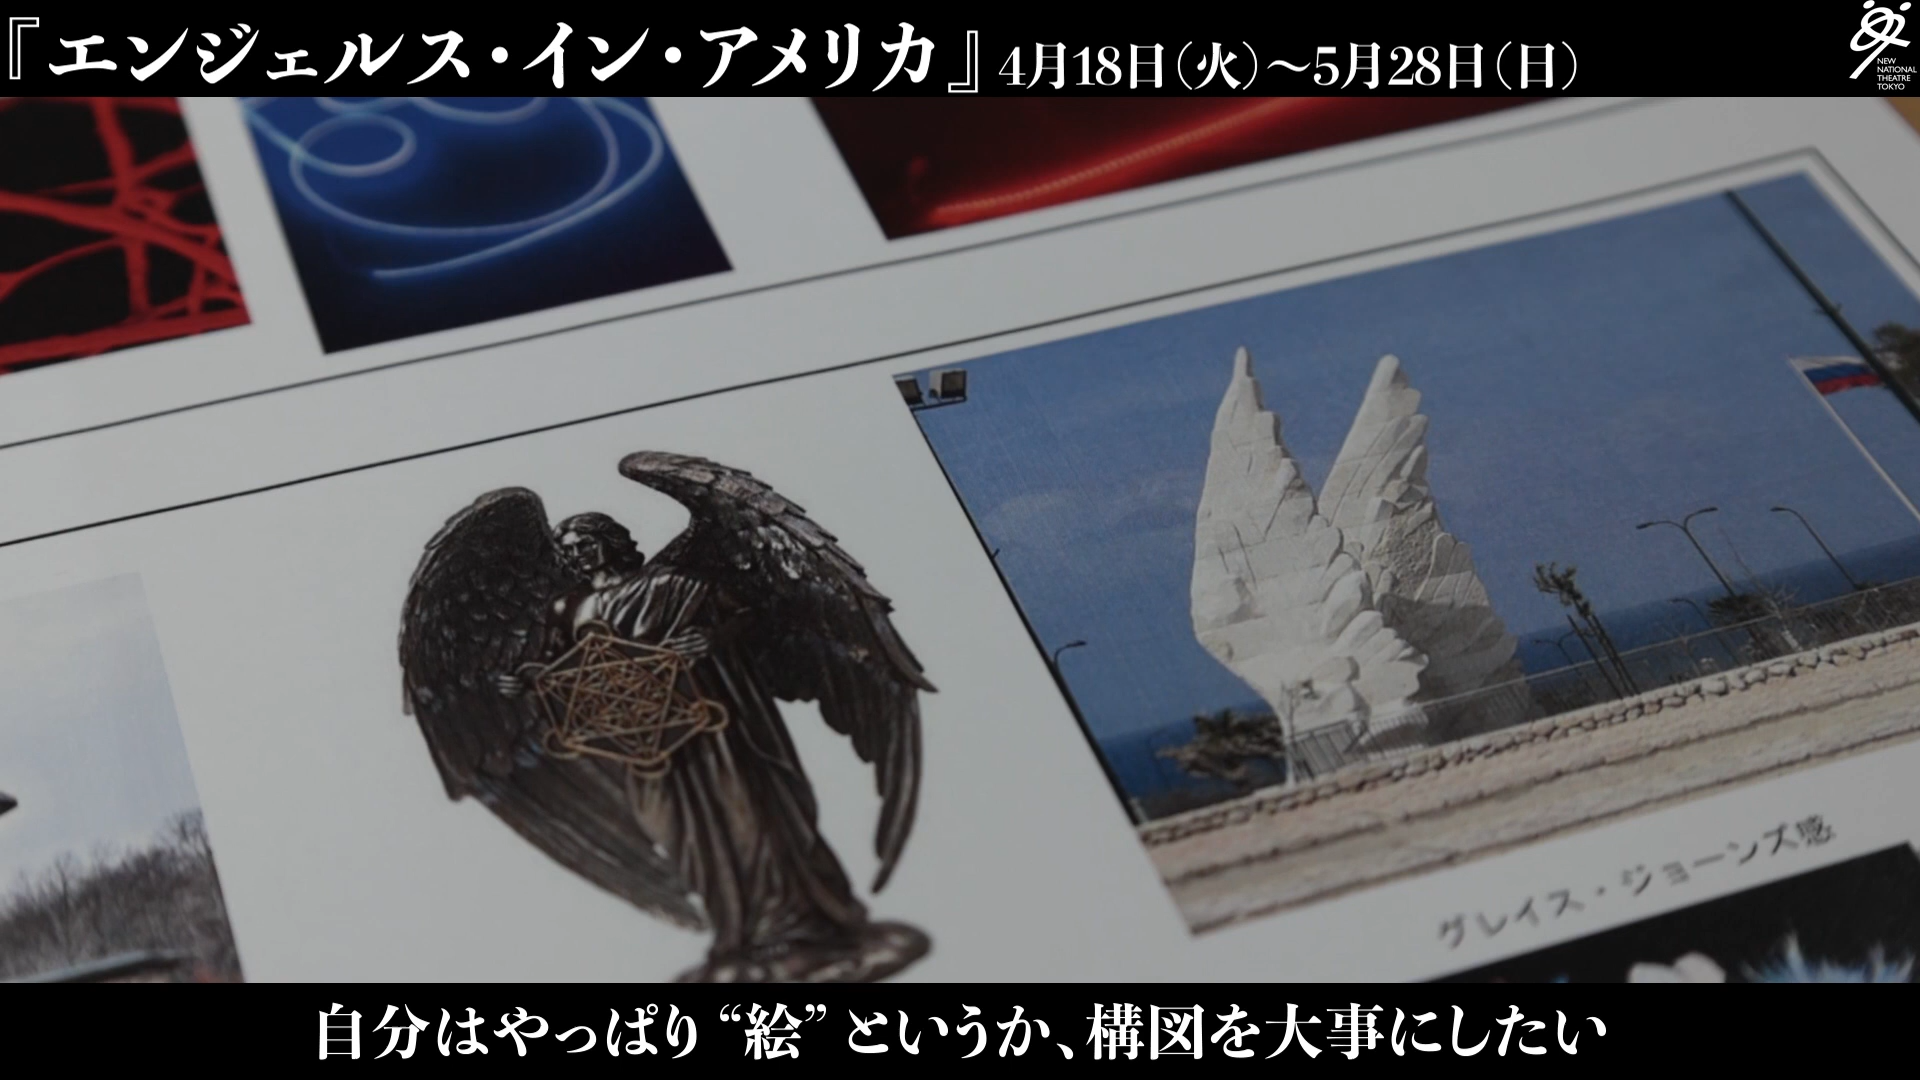 『エンジェルス・イン・アメリカ』4月18日(火)~5月28日(日)
NEW
NATIONAL
THEATRE
TOKYO
グレイス・ジョーンズ感
自分はやっぱり“絵”というか、構図を大事にしたい